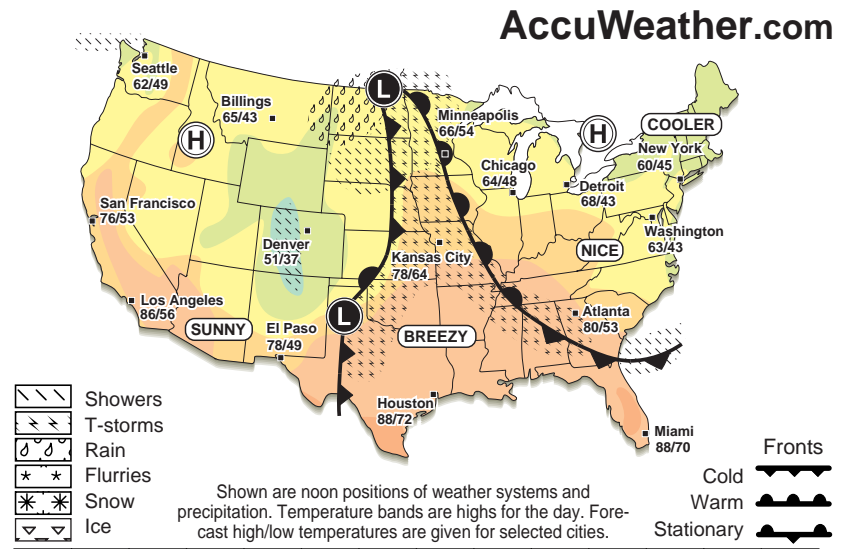 AccuWeather.com
Seattle
62/49
Billings
65/43
L
Minneapolis
66/54
H
H
COOLER
New York
60/45
Chicago
64/48
Detroit
68/43
San Francisco
76/53
Washington
63/43
Denver
51/37
Kansas City
78/64
NICE
Los Angeles
86/56
SUNNY
El Paso
78/49
L
BREEZY
Atlanta
80/53
Houston
88/72
Miami
88/70
Showers
T-storms
Rain
Flurries
Snow
Ice
Shown are noon positions of weather systems and
precipitation. Temperature bands are highs for the day. Fore-
cast high/low temperatures are given for selected cities.
Fronts
Cold
Warm
Stationary